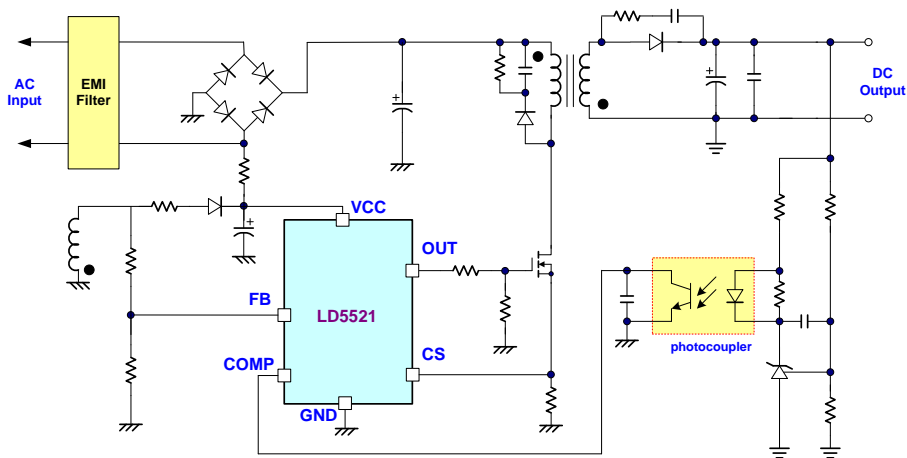 AC
Input
EMI
Filter
DC
Output
VCC
OUT
FB
LD5521
COMP
CS
GND
photocoupler